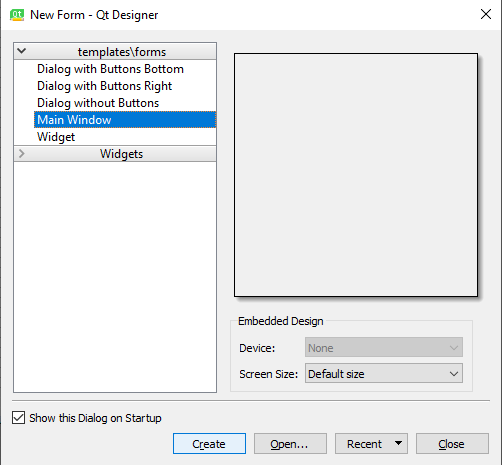 New Form - Qt Designer
templates\forms
Dialog with Buttons Bottom
Dialog with Buttons Right
Dialog without Buttons
Main Window
Widget
Widgets
Embedded Design
Device: None
Screen Size: Default size
Show this Dialog on Startup
Create Open... Recent Close